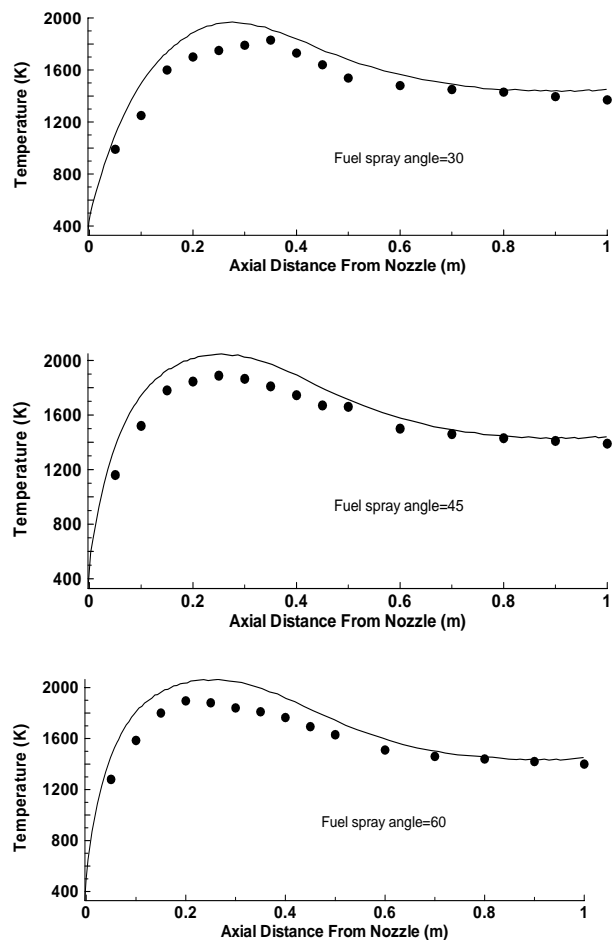 2000
1600
1200
800
400
Temperature (K)
Fuel spray angle=30
0 0.2 0.4 0.6 0.8 1
Axial Distance From Nozzle (m)
2000
1600
1200
800
400
Temperature (K)
Fuel spray angle=45
0 0.2 0.4 0.6 0.8 1
Axial Distance From Nozzle (m)
2000
1600
1200
800
400
Temperature (K)
Fuel spray angle=60
0 0.2 0.4 0.6 0.8 1
Axial Distance From Nozzle (m)